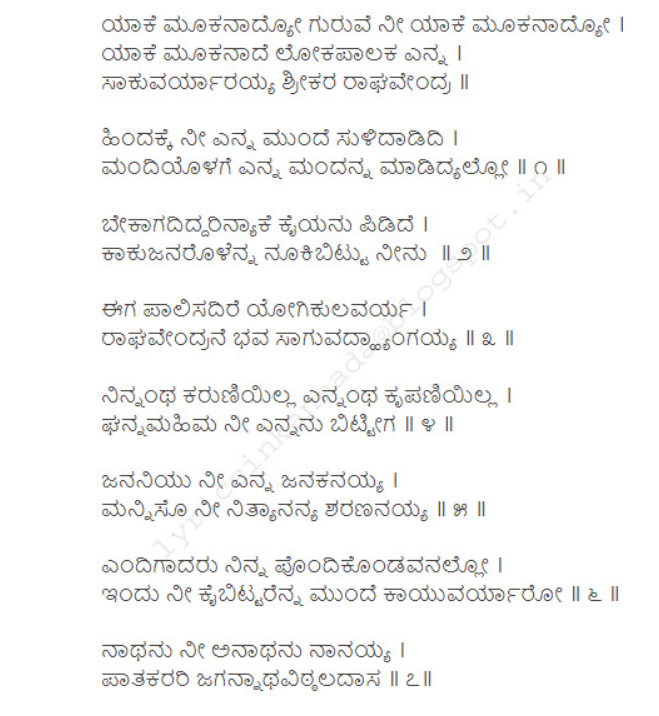 ಯಾಕೆ ಮೂಕನಾದ್ಯೋ ಗುರುವೆ ನೀ ಯಾಕೆ ಮೂಕನಾದ್ಯೋ ।
ಯಾಕೆ ಮೂಕನಾದೆ ಲೋಕಪಾಲಕ ಎನ್ನ ।
ಸಾಕುವರ್ಯಾರಯ್ಯ ಶ್ರೀಕರ ರಾಘವೇಂದ್ರ ॥
ಹಿಂದಕ್ಕೆ ನೀ ಎನ್ನ ಮುಂದೆ ಸುಳಿದಾಡಿದಿ ।
ಮಂದಿಯೊಳಗೆ ಎನ್ನ ಮಂದನ್ನ ಮಾಡಿದ್ಯಲ್ಲೋ ॥ ೧ ॥
ಬೇಕಾಗದಿದ್ದರಿನ್ಯಾಕೆ ಕೈಯನು ಪಿಡಿದೆ ।
ಕಾಕುಜನರೊಳೆನ್ನ ನೂಕಿಬಿಟ್ಟು ನೀನು ॥ ೨ ॥
ಈಗ ಪಾಲಿಸದಿರೆ ಯೋಗಿಕುಲವರ್ಯ ।
ರಾಘವೇಂದ್ರನೆ ಭವ ಸಾಗುವದ್ಹ್ಯಾಂಗಯ್ಯ ॥ ೩ ॥
ನಿನ್ನಂಥ ಕರುಣಿಯಿಲ್ಲ ಎನ್ನಂಥ ಕೃಪಣಿಯಿಲ್ಲ ।
ಘನ್ನಮಹಿಮ ನೀ ಎನ್ನನು ಬಿಟ್ಟೀಗ ॥ ೪ ॥
ಜನನಿಯು ನೀ ಎನ್ನ ಜನಕನಯ್ಯ ।
ಮನ್ನಿಸೊ ನೀ ನಿತ್ಯಾನನ್ಯ ಶರಣನಯ್ಯ ॥ ೫ ॥
ಎಂದಿಗಾದರು ನಿನ್ನ ಪೊಂದಿಕೊಂಡವನಲ್ಲೋ ।
ಇಂದು ನೀ ಕೈಬಿಟ್ಟರೆನ್ನ ಮುಂದೆ ಕಾಯುವರ್ಯಾರೋ ॥ ೬ ॥
ನಾಥನು ನೀ ಅನಾಥನು ನಾನಯ್ಯ ।
ಪಾತಕರರಿ ಜಗನ್ನಾಥವಿಠ್ಠಲದಾಸ ॥ ೭॥
lyricsinkannada@blogspot.in